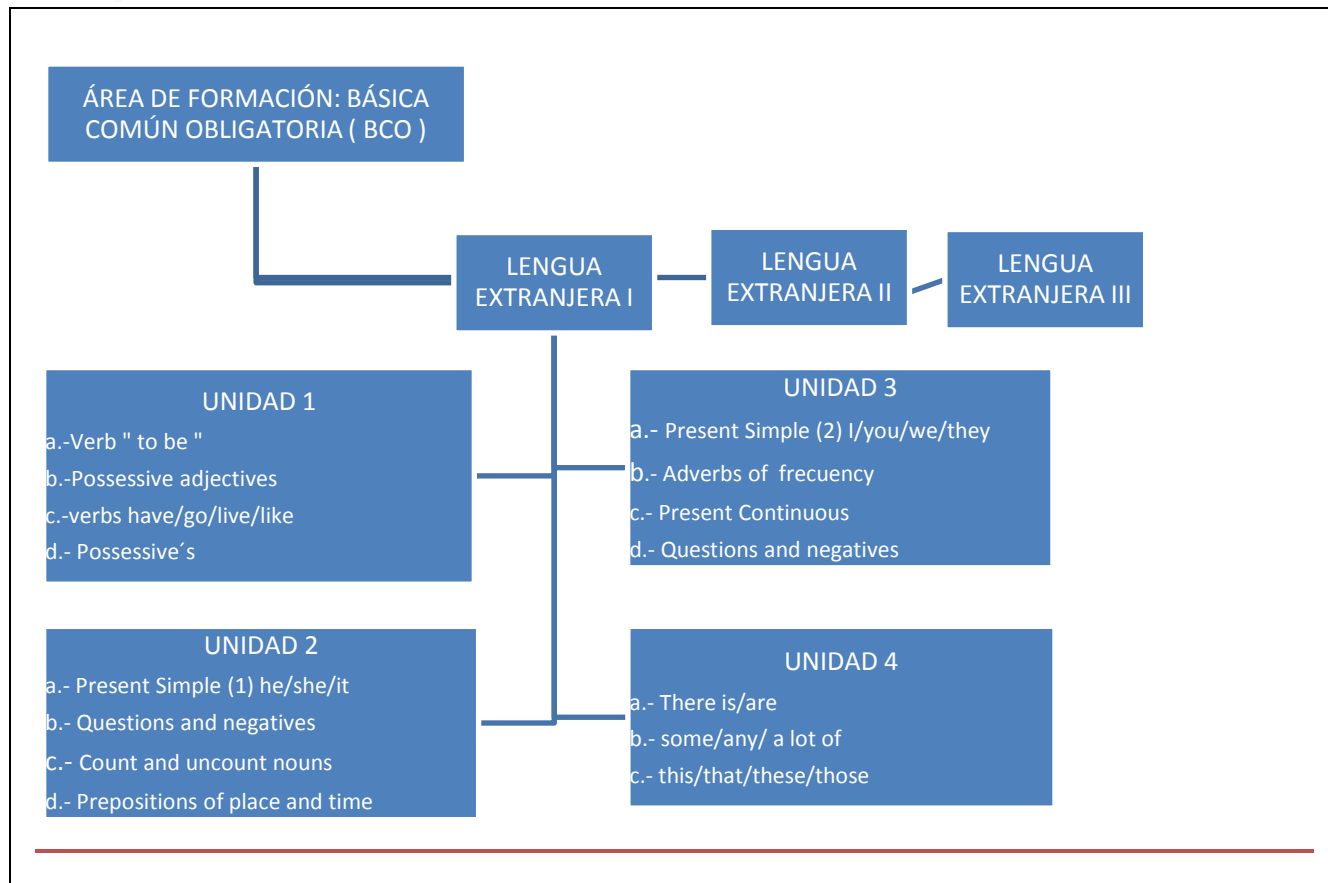 ÁREA DE FORMACIÓN: BÁSICA
COMÚN OBLIGATORIA ( BCO )
LENGUA
EXTRANJERA I
LENGUA
EXTRANJERA II
LENGUA
EXTRANJERA III
UNIDAD 1
a.-Verb " to be "
b.-Possessive adjectives
c.-verbs have/go/live/like
d.- Possessive´s
UNIDAD 3
a.- Present Simple (2) I/you/we/they
b.- Adverbs of frecuency
c.- Present Continuous
d.- Questions and negatives
UNIDAD 2
a.- Present Simple (1) he/she/it
b.- Questions and negatives
c.- Count and uncount nouns
d.- Prepositions of place and time
UNIDAD 4
a.- There is/are
b.- some/any/ a lot of
c.- this/that/these/those